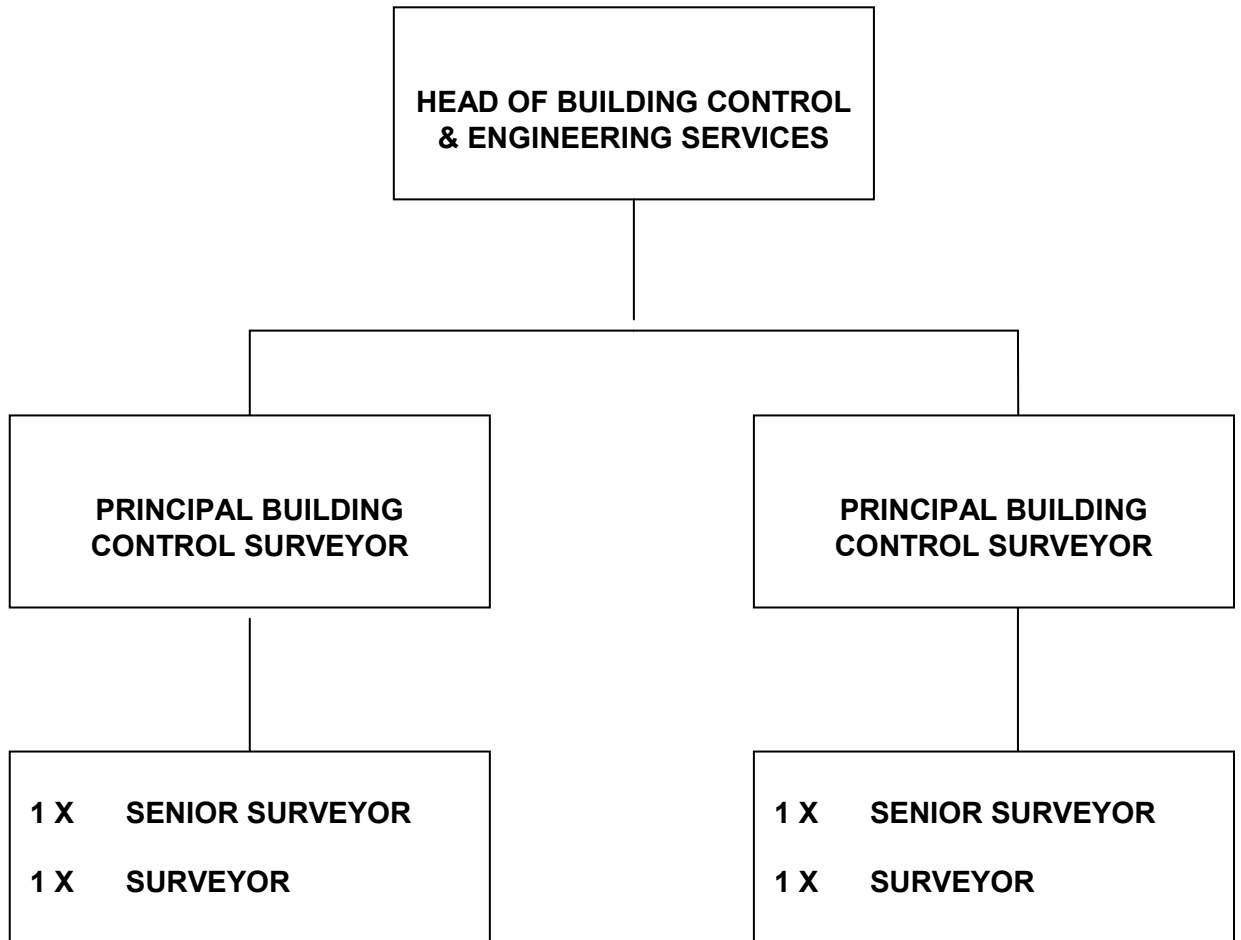 HEAD OF BUILDING CONTROL
& ENGINEERING SERVICES
PRINCIPAL BUILDING
CONTROL SURVEYOR
PRINCIPAL BUILDING
CONTROL SURVEYOR
1 X SENIOR SURVEYOR
1 X SURVEYOR
1 X SENIOR SURVEYOR
1 X SURVEYOR